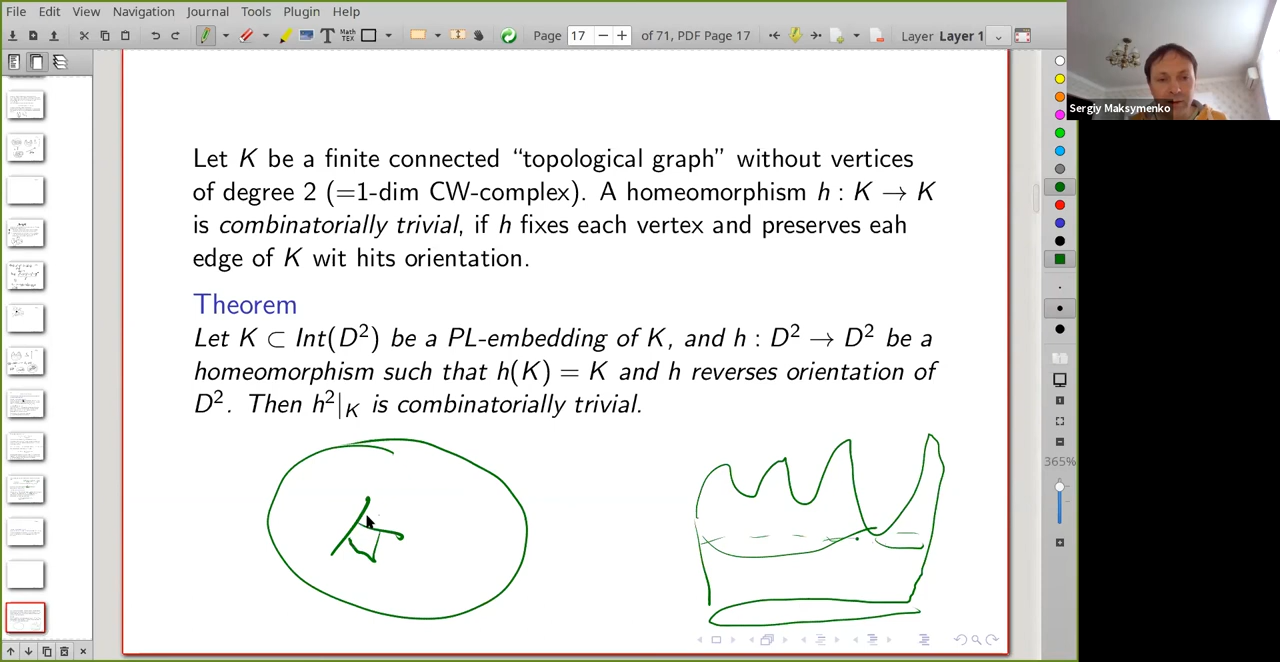 File Edit View Navigation Journal Tools Plugin Help
Math TEX Page 17 of 71, PDF Page 17 Layer Layer 1
Sergiy Maksymenko
Let K be a finite connected “topological graph” without vertices
of degree 2 (=1-dim CW-complex). A homeomorphism h : K → K
is combinatorially trivial, if h fixes each vertex and preserves eah
edge of K wit hits orientation.
Theorem
Let K ⊂ Int(D²) be a PL-embedding of K, and h : D² → D² be a
homeomorphism such that h(K) = K and h reverses orientation of
D². Then h²|K is combinatorially trivial.
365%